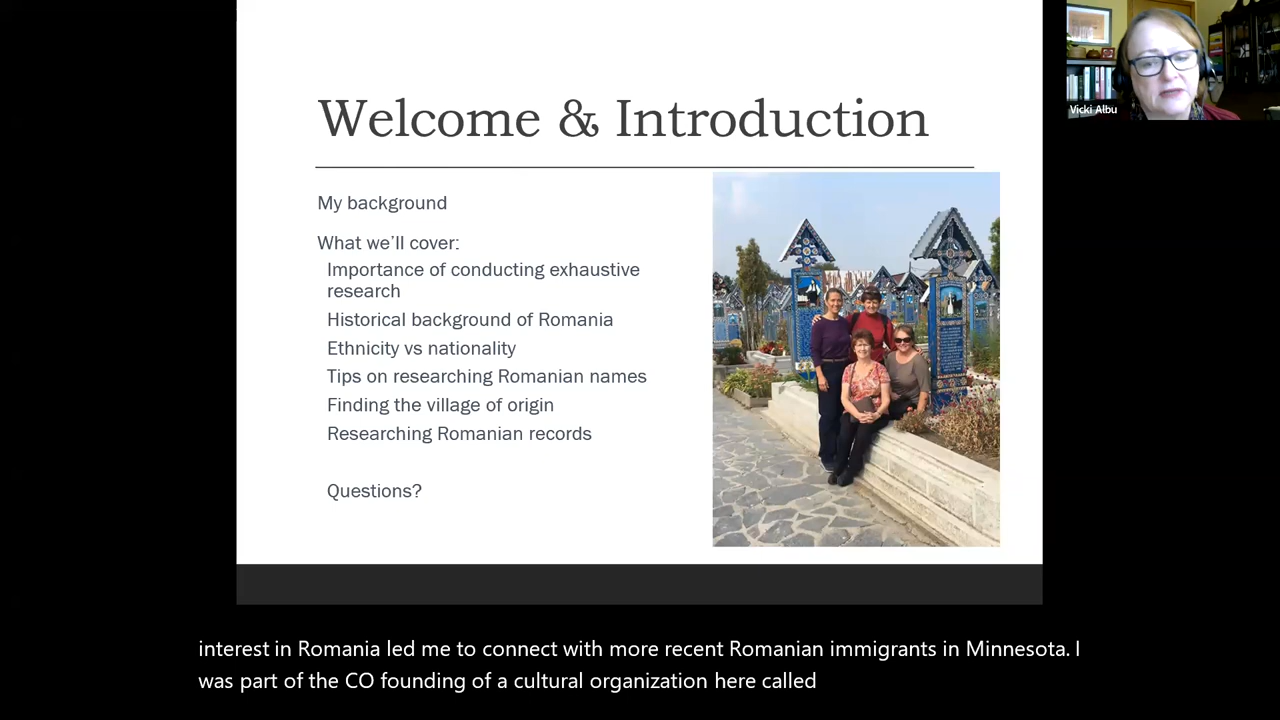 Welcome & Introduction
My background
What we'll cover:
Importance of conducting exhaustive
research
Historical background of Romania
Ethnicity vs nationality
Tips on researching Romanian names
Finding the village of origin
Researching Romanian records
Questions?
Vicki Albu
interest in Romania led me to connect with more recent Romanian immigrants in Minnesota. I
was part of the CO founding of a cultural organization here called